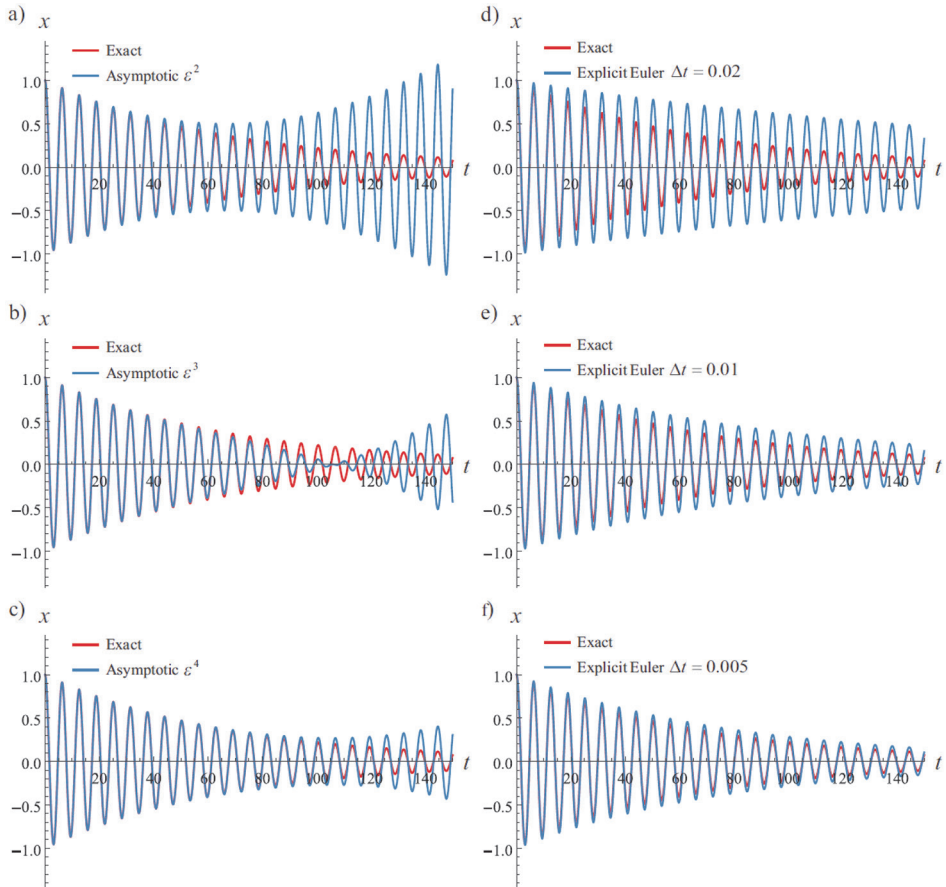 a) x
Exact
Asymptotic ε²
1.0
0.5
0.0
−0.5
−1.0
20 40 60 80 100 120 140 t
b) x
Exact
Asymptotic ε³
1.0
0.5
0.0
−0.5
−1.0
20 40 60 80 100 120 140 t
c) x
Exact
Asymptotic ε⁴
1.0
0.5
0.0
−0.5
−1.0
20 40 60 80 100 120 140 t
d) x
Exact
Explicit Euler Δt = 0.02
1.0
0.5
0.0
−0.5
−1.0
20 40 60 80 100 120 140 t
e) x
Exact
Explicit Euler Δt = 0.01
1.0
0.5
0.0
−0.5
−1.0
20 40 60 80 100 120 140 t
f) x
Exact
Explicit Euler Δt = 0.005
1.0
0.5
0.0
−0.5
−1.0
20 40 60 80 100 120 140 t